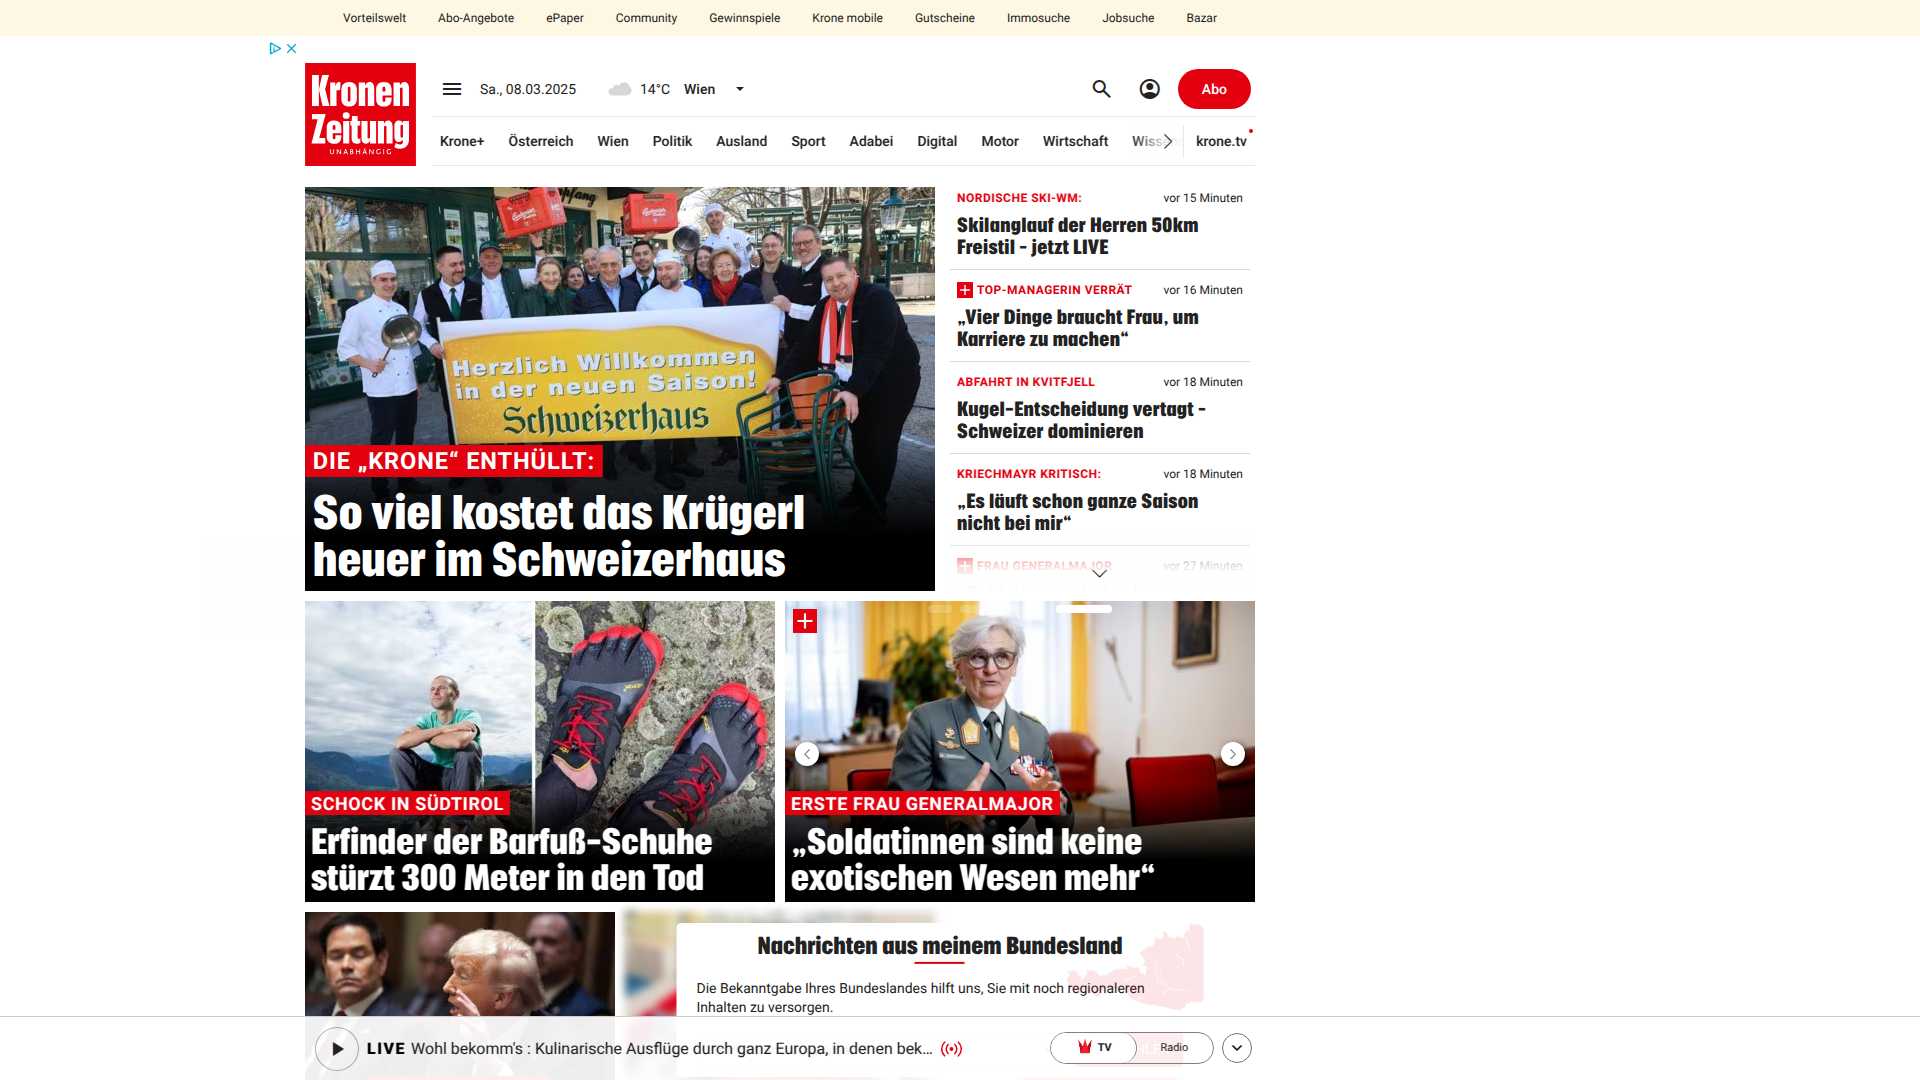 Vorteilswelt Abo-Angebote ePaper Community Gewinnspiele Krone mobile Gutscheine Immosuche Jobsuche Bazar
Kronen
Zeitung
UNABHÄNGIG
Sa., 08.03.2025 14°C Wien
Abo
Krone+ Österreich Wien Politik Ausland Sport Adabei Digital Motor Wirtschaft krone.tv
Herzlich Willkommen
in der neuen Saison!
Schweizerhaus
DIE „KRONE“ ENTHÜLLT:
So viel kostet das Krügerl
heuer im Schweizerhaus
NORDISCHE SKI-WM: vor 15 Minuten
Skilanglauf der Herren 50km
Freistil - jetzt LIVE
TOP-MANAGERIN VERRÄT vor 16 Minuten
„Vier Dinge braucht Frau, um
Karriere zu machen“
ABFAHRT IN KVITFJELL vor 18 Minuten
Kugel-Entscheidung vertagt -
Schweizer dominieren
KRIECHMAYR KRITISCH: vor 18 Minuten
„Es läuft schon ganze Saison
nicht bei mir“
FRAU GENERALMAJOR vor 27 Minuten
SCHOCK IN SÜDTIROL
Erfinder der Barfuß-Schuhe
stürzt 300 Meter in den Tod
ERSTE FRAU GENERALMAJOR
„Soldatinnen sind keine
exotischen Wesen mehr“
Nachrichten aus meinem Bundesland
Die Bekanntgabe Ihres Bundeslandes hilft uns, Sie mit noch regionaleren
Inhalten zu versorgen.
LIVE Wohl bekomm's : Kulinarische Ausflüge durch ganz Europa, in denen bek...
TV Radio